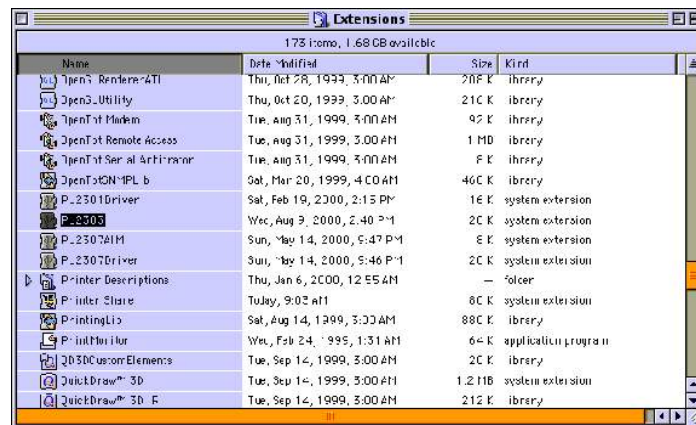 Extensions
173 items, 1.68 GB available
Name Date Modified Size Kind
OpenGLRendererATI Thu, Oct 28, 1999, 3:00 AM 208 K library
OpenGLUtility Thu, Oct 28, 1999, 3:00 AM 216 K library
OpenTpt Modem Tue, Aug 31, 1999, 3:00 AM 92 K library
OpenTpt Remote Access Tue, Aug 31, 1999, 3:00 AM 1 MB library
OpenTpt Serial Arbitrator Tue, Aug 31, 1999, 3:00 AM 8 K library
OpenTptSNMPLib Sat, Mar 20, 1999, 4:00 AM 460 K library
PL2301Driver Sat, Feb 19, 2000, 2:15 PM 16 K system extension
PL2303 Wed, Aug 9, 2000, 2:40 PM 20 K system extension
PL2307AIM Sun, May 14, 2000, 9:47 PM 8 K system extension
PL2307Driver Sun, May 14, 2000, 9:46 PM 20 K system extension
Printer Descriptions Thu, Jan 6, 2000, 12:55 AM — folder
Printer Share Today, 9:03 AM 80 K system extension
PrintingLib Sat, Aug 14, 1999, 3:00 AM 880 K library
PrintMonitor Wed, Feb 24, 1999, 1:31 AM 64 K application program
QD3DCustomElements Tue, Sep 14, 1999, 3:00 AM 20 K library
QuickDraw™ 3D Tue, Sep 14, 1999, 3:00 AM 1.2 MB system extension
QuickDraw™ 3D IR Tue, Sep 14, 1999, 3:00 AM 212 K library